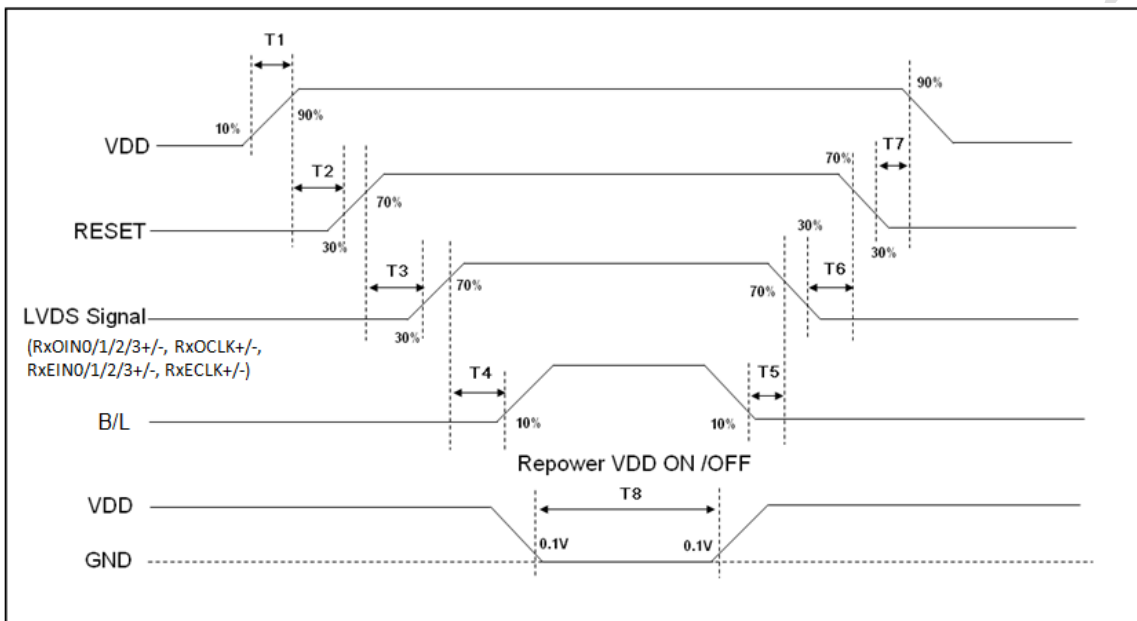 T1
90%
10%
90%
VDD
T7
T2
70%
70%
RESET
30%
30%
30%
T3
T6
70%
70%
LVDS Signal
30%
(RxOIN0/1/2/3+/-, RxOCLK+/-,
RxEIN0/1/2/3+/-, RxECLK+/-)
T4
T5
B/L
10%
10%
Repower VDD ON /OFF
VDD
T8
0.1V
0.1V
GND